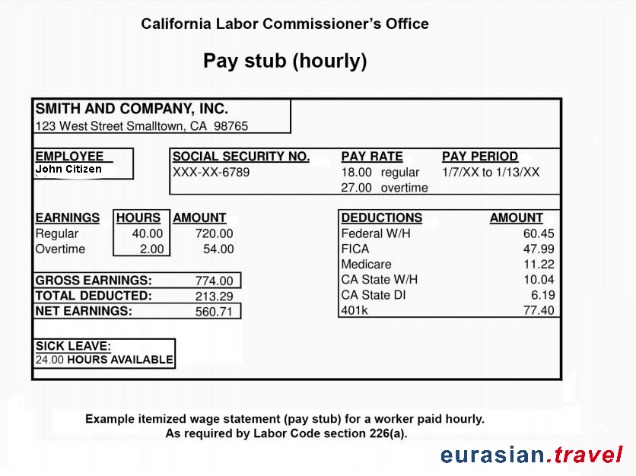 California Labor Commissioner's Office
Pay stub (hourly)
SMITH AND COMPANY, INC.
123 West Street Smalltown, CA 98765
EMPLOYEE SOCIAL SECURITY NO. PAY RATE PAY PERIOD
John Citizen XXX-XX-6789 18.00 regular 1/7/XX to 1/13/XX
27.00 overtime
EARNINGS HOURS AMOUNT DEDUCTIONS AMOUNT
Regular 40.00 720.00 Federal W/H 60.45
Overtime 2.00 54.00 FICA 47.99
Medicare 11.22
GROSS EARNINGS: 774.00 CA State W/H 10.04
TOTAL DEDUCTED: 213.29 CA State DI 6.19
NET EARNINGS: 560.71 401k 77.40
SICK LEAVE:
24.00 HOURS AVAILABLE
Example itemized wage statement (pay stub) for a worker paid hourly.
As required by Labor Code section 226(a).
eurasian.travel